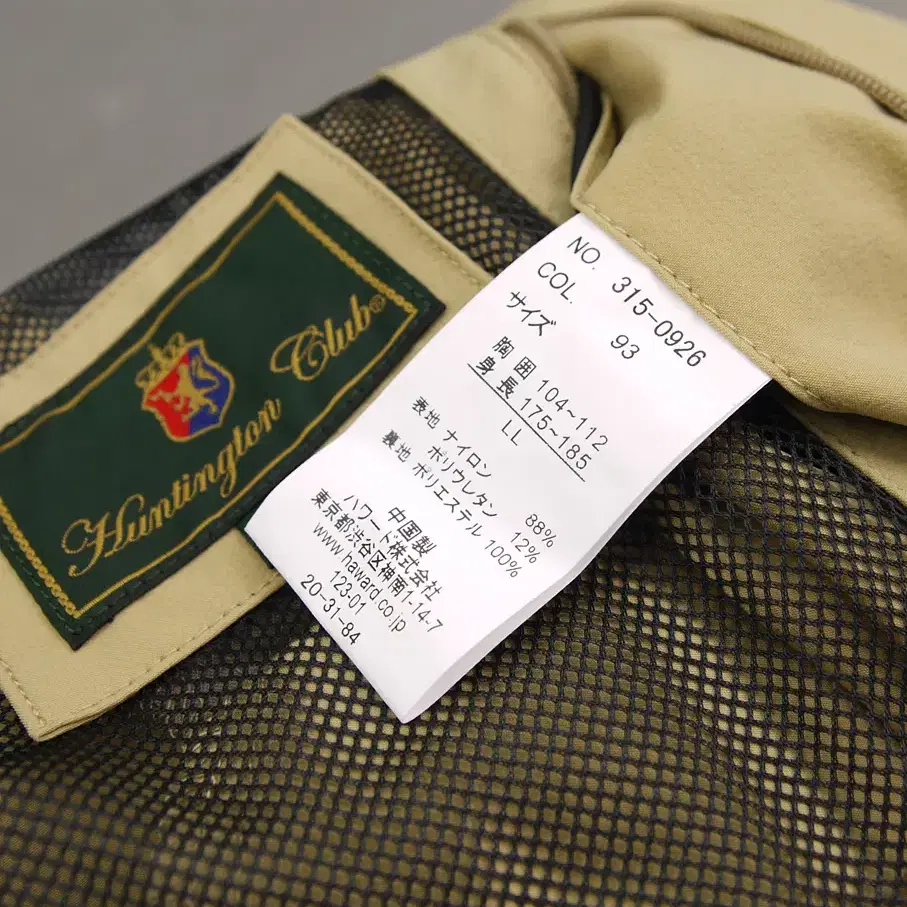 Huntington Club®
NO. 315-0926
COL. 93
サイズ
胸囲 104~112
身長 175~185
LL
表地 ナイロン 88%
ポリウレタン 12%
裏地 ポリエステル 100%
中国製
ハワード株式会社
東京都渋谷区神南1-14-7
www.haward.co.jp
123-01
20-31-84